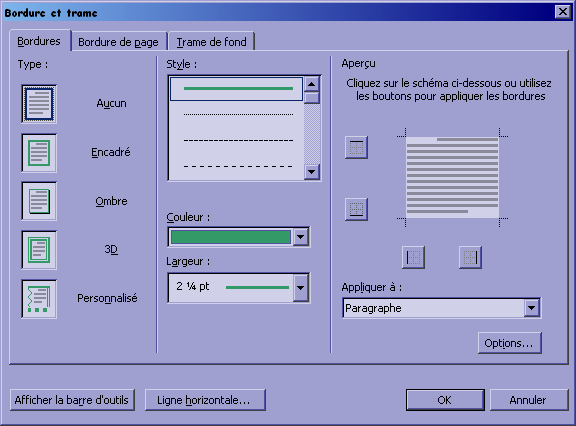 Bordure et trame
Bordures
Bordure de page
Trame de fond
Type :
Aucun
Encadré
Ombre
3D
Personnalisé
Style :
Couleur :
Largeur :
2 ¼ pt
Aperçu
Cliquez sur le schéma ci-dessous ou utilisez
les boutons pour appliquer les bordures
Appliquer à :
Paragraphe
Options...
Afficher la barre d'outils
Ligne horizontale...
OK
Annuler